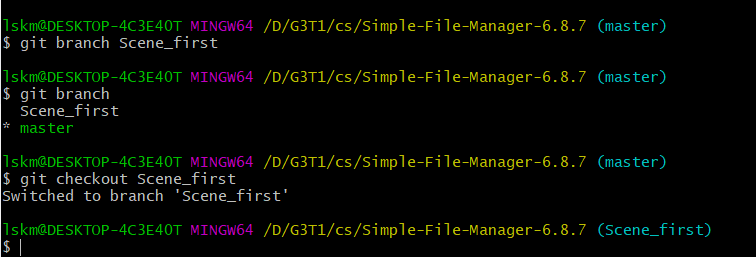 lskm@DESKTOP-4C3E40T MINGW64 /D/G3T1/cs/Simple-File-Manager-6.8.7 (master)
$ git branch Scene_first
lskm@DESKTOP-4C3E40T MINGW64 /D/G3T1/cs/Simple-File-Manager-6.8.7 (master)
$ git branch
  Scene_first
* master
lskm@DESKTOP-4C3E40T MINGW64 /D/G3T1/cs/Simple-File-Manager-6.8.7 (master)
$ git checkout Scene_first
Switched to branch 'Scene_first'
lskm@DESKTOP-4C3E40T MINGW64 /D/G3T1/cs/Simple-File-Manager-6.8.7 (Scene_first)
$